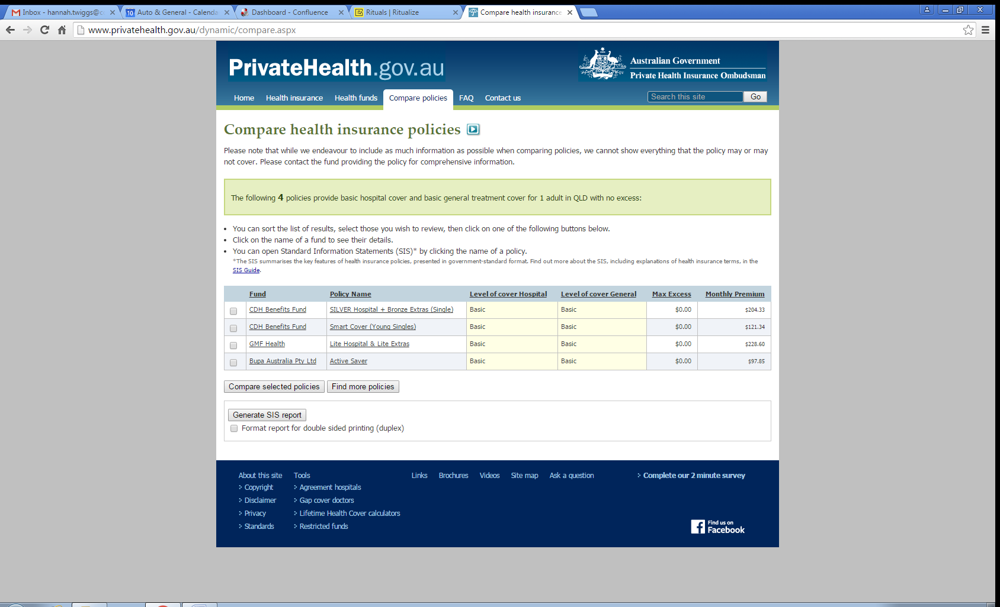 Inbox - hannah.twiggs@c
10 Auto & General - Calenda
Dashboard - Confluence
Rituals | Ritualize
Compare health insurance
www.privatehealth.gov.au/dynamic/compare.aspx
PrivateHealth.gov.au
Australian Government
Private Health Insurance Ombudsman
Home Health insurance Health funds Compare policies FAQ Contact us Search this site Go
Compare health insurance policies
Please note that while we endeavour to include as much information as possible when comparing policies, we cannot show everything that the policy may or may
not cover. Please contact the fund providing the policy for comprehensive information.
The following 4 policies provide basic hospital cover and basic general treatment cover for 1 adult in QLD with no excess:
• You can sort the list of results, select those you wish to review, then click on one of the following buttons below.
• Click on the name of a fund to see their details.
• You can open Standard Information Statements (SIS)* by clicking the name of a policy.
*The SIS summarises the key features of health insurance policies, presented in government-standard format. Find out more about the SIS, including explanations of health insurance terms, in the
SIS Guide.
Fund Policy Name Level of cover Hospital Level of cover General Max Excess Monthly Premium
CDH Benefits Fund SILVER Hospital + Bronze Extras (Single) Basic Basic $0.00 $204.33
CDH Benefits Fund Smart Cover (Young Singles) Basic Basic $0.00 $121.34
GMF Health Lite Hospital & Lite Extras Basic Basic $0.00 $228.60
Bupa Australia Pty Ltd Active Saver Basic Basic $0.00 $97.85
Compare selected policies Find more policies
Generate SIS report
Format report for double sided printing (duplex)
About this site Tools Links Brochures Videos Site map Ask a question Complete our 2 minute survey
Copyright Agreement hospitals
Disclaimer Gap cover doctors
Privacy Lifetime Health Cover calculators
Standards Restricted funds
Find us on
Facebook